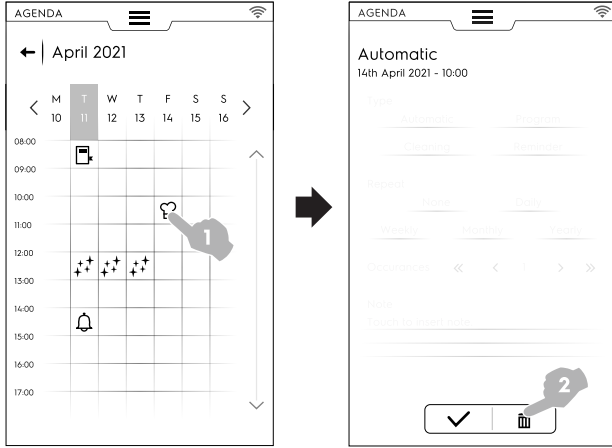 AGENDA
April 2021
M T W T F S S
10 11 12 13 14 15 16
08:00
09:00
10:00
11:00
12:00
13:00
14:00
15:00
16:00
17:00
1
AGENDA
Automatic
14th April 2021 - 10:00
Type
Automatic Program
Cleaning Reminder
Repeat
None Daily
Weekly Monthly Yearly
Occurrences
Note
Touch to insert note
2